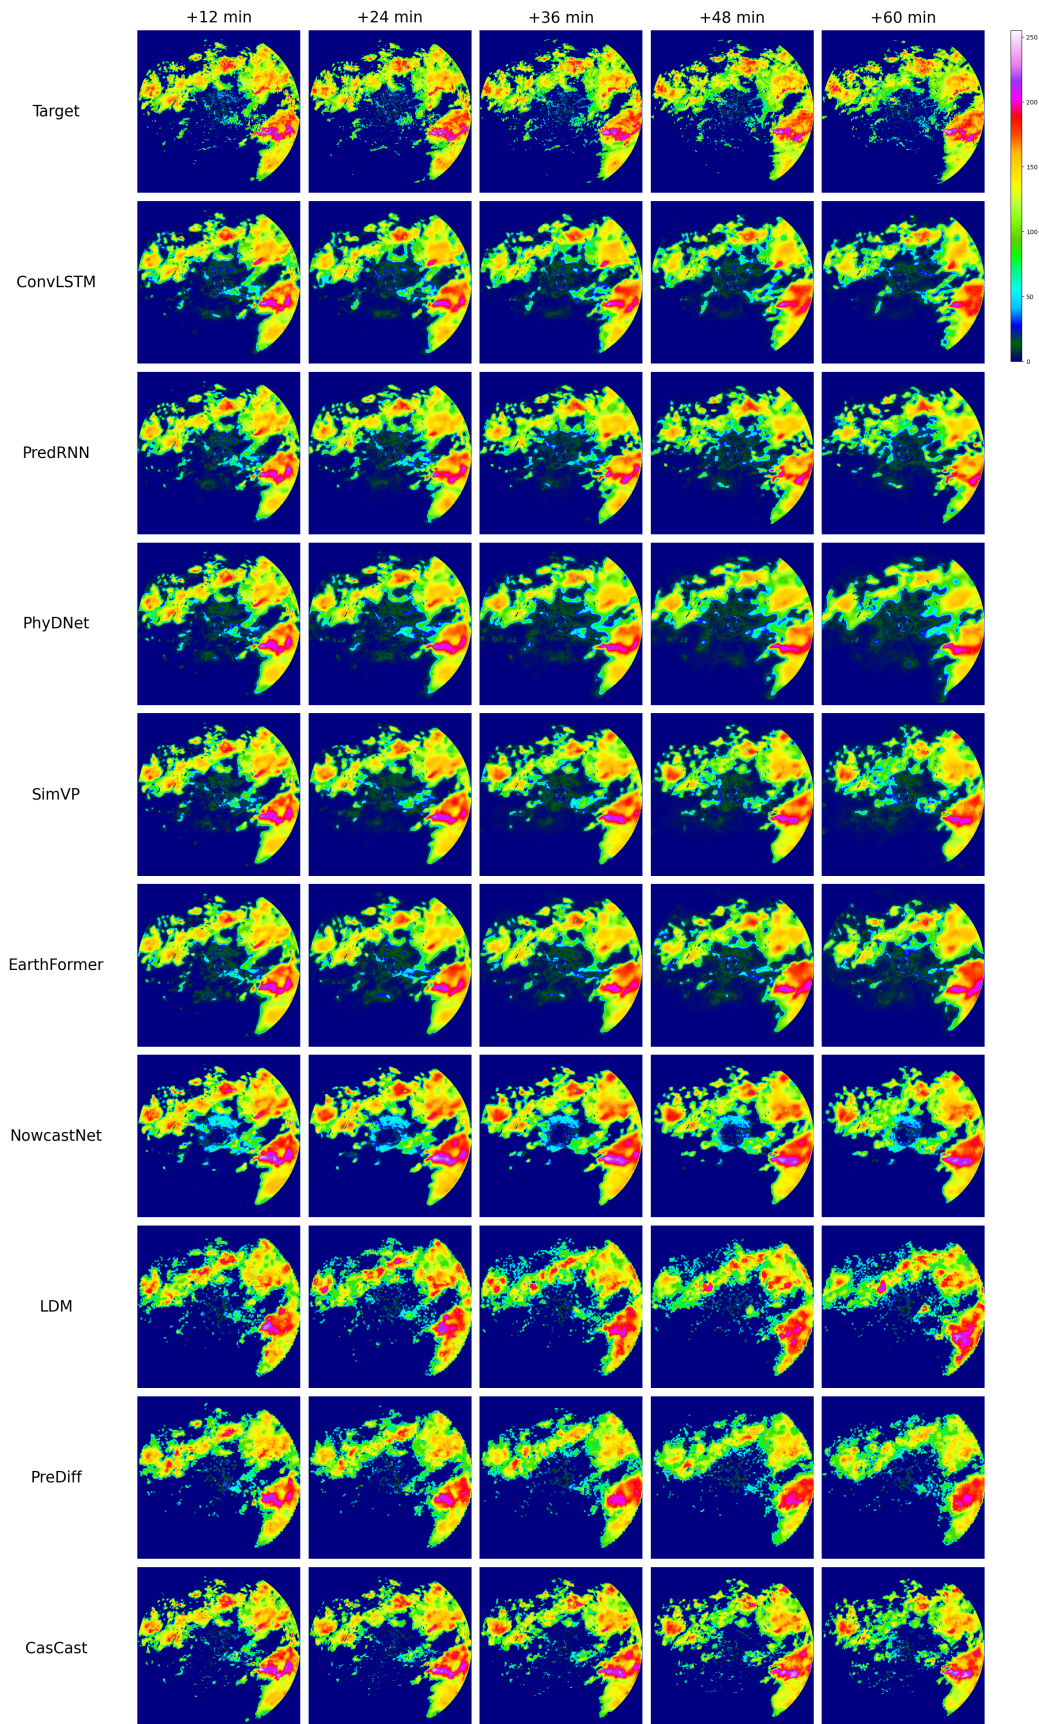 +12 min +24 min +36 min +48 min +60 min
250
200
150
100
50
0
Target
ConvLSTM
PredRNN
PhyDNet
SimVP
EarthFormer
NowcastNet
LDM
PreDiff
CasCast